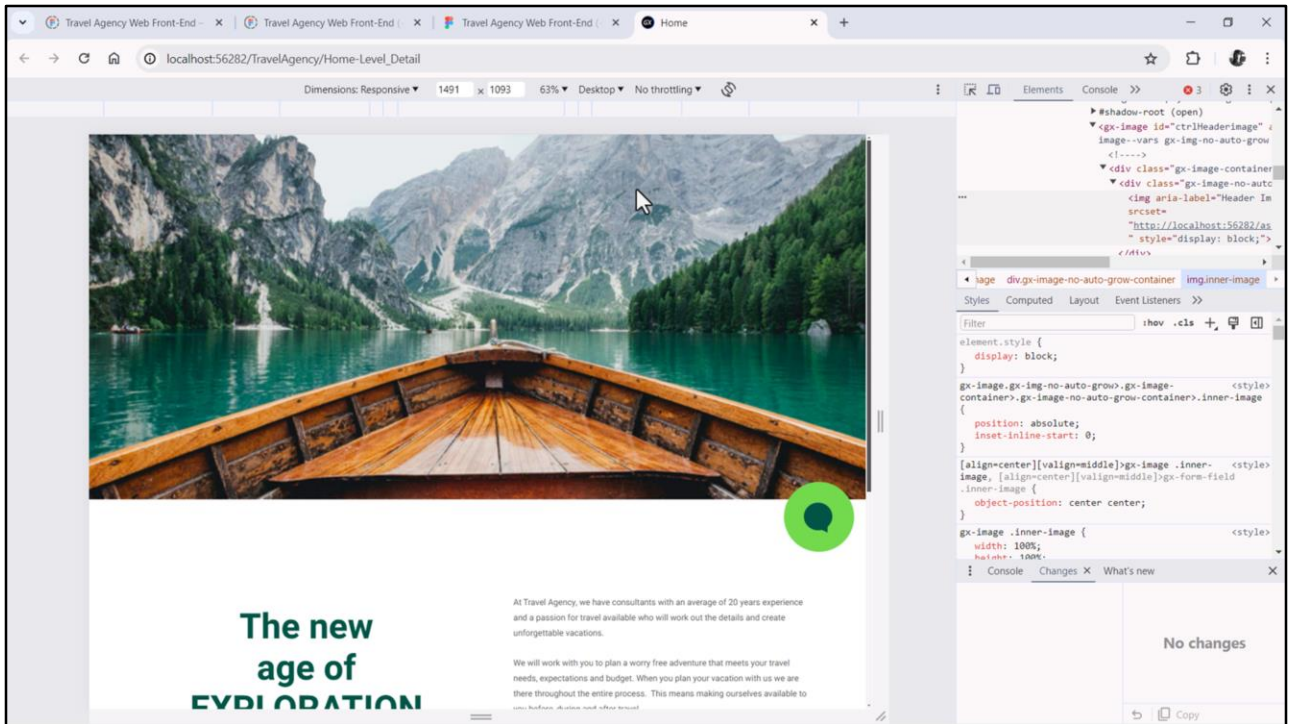 Travel Agency Web Front-End –
Travel Agency Web Front-End (
Travel Agency Web Front-End (
GX
Home
localhost:56282/TravelAgency/Home-Level_Detail
Dimensions: Responsive
1491
x
1093
63%
Desktop
No throttling
Elements
Console
3
#shadow-root (open)
<gx-image id="ctrlHeaderimage"
image--vars gx-img-no-auto-grow
<!---->
<div class="gx-image-container
<div class="gx-image-no-autc
<img aria-label="Header Im
srcset=
"http://localhost:56282/as
" style="display: block;">
</div>
div.gx-image-no-auto-grow-container
img.inner-image
Styles
Computed
Layout
Event Listeners
Filter
:hov
.cls
element.style {
display: block;
}
gx-image.gx-img-no-auto-grow>.gx-image-
<style>
container>.gx-image-no-auto-grow-container>.inner-image
{
position: absolute;
inset-inline-start: 0;
}
[align=center][valign=middle]>gx-image .inner-
<style>
image, [align=center][valign=middle]>gx-form-field
.inner-image {
object-position: center center;
}
gx-image .inner-image {
<style>
width: 100%;
height: 100%;
Console
Changes
What's new
No changes
Copy
The new
age of
EXPLORATION
At Travel Agency, we have consultants with an average of 20 years experience
and a passion for travel available who will work out the details and create
unforgettable vacations.
We will work with you to plan a worry free adventure that meets your travel
needs, expectations and budget. When you plan your vacation with us we are
there throughout the entire process. This means making ourselves available to
you before, during and after travel.